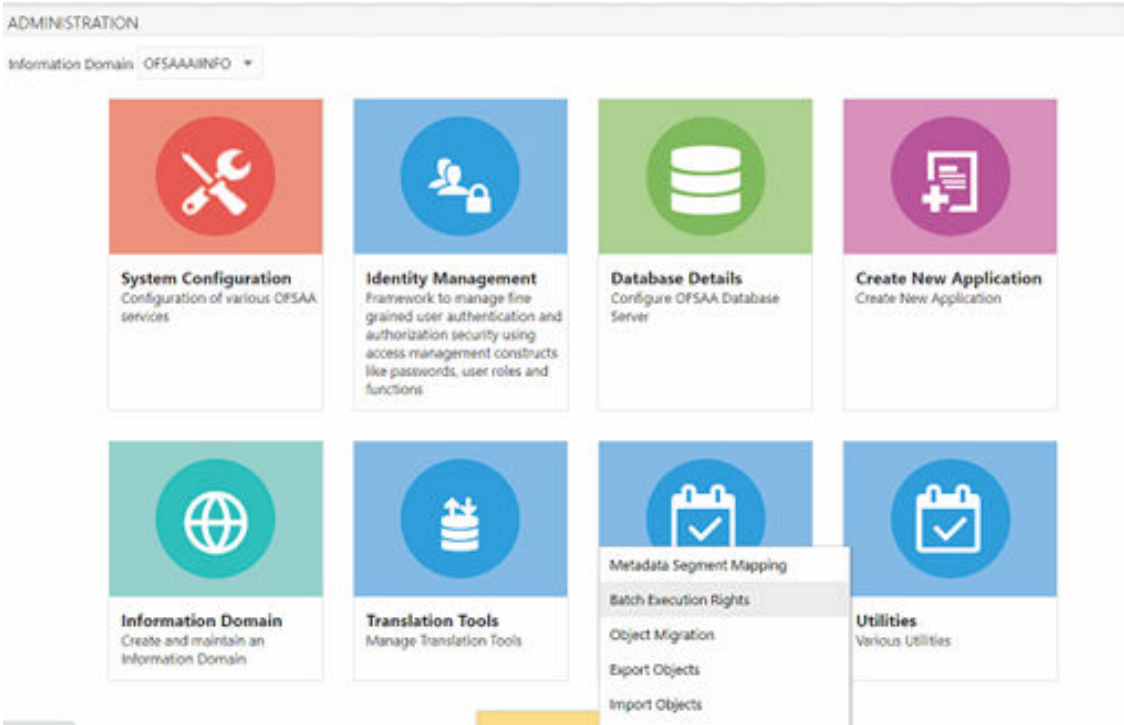 ADMINISTRATION
Information Domain OFSAAAIINFO
System Configuration
Configuration of various OFSAA
services
Identity Management
Framework to manage fine
grained user authentication and
authorization security using
access management constructs
like passwords, user roles and
functions
Database Details
Configure OFSAA Database
Server
Create New Application
Create New Application
Information Domain
Create and maintain an
Information Domain
Translation Tools
Manage Translation Tools
Metadata Segment Mapping
Batch Execution Rights
Object Migration
Export Objects
Import Objects
Utilities
Various Utilities